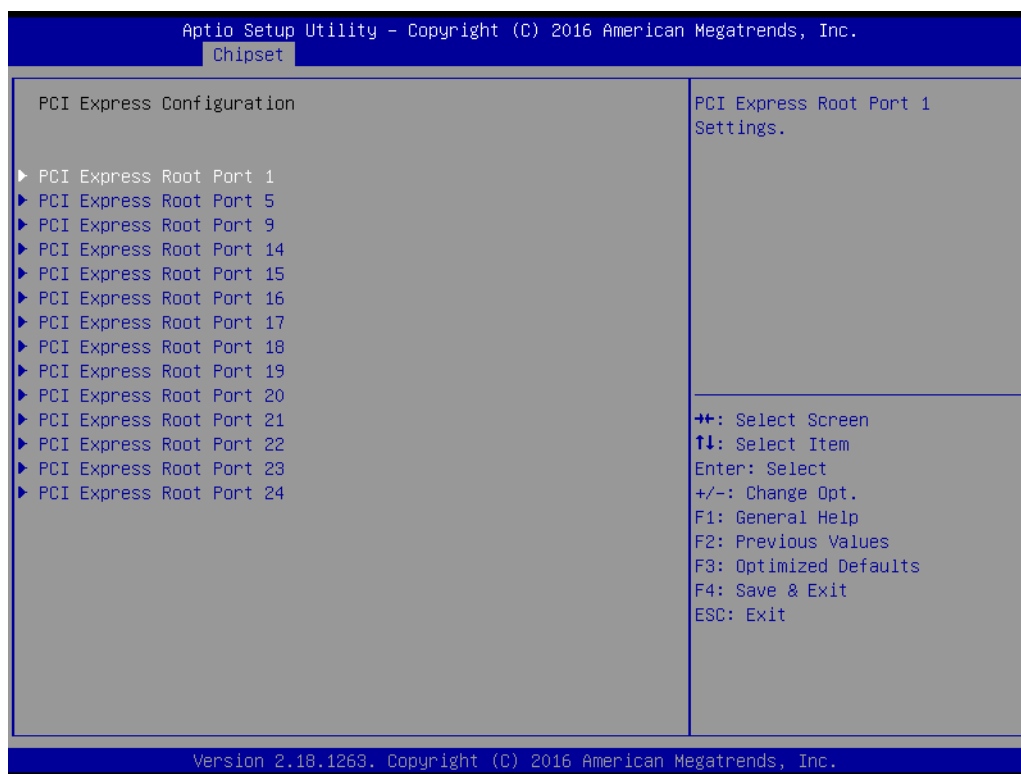 Aptio Setup Utility – Copyright (C) 2016 American Megatrends, Inc.
Chipset
PCI Express Configuration
PCI Express Root Port 1
PCI Express Root Port 5
PCI Express Root Port 9
PCI Express Root Port 14
PCI Express Root Port 15
PCI Express Root Port 16
PCI Express Root Port 17
PCI Express Root Port 18
PCI Express Root Port 19
PCI Express Root Port 20
PCI Express Root Port 21
PCI Express Root Port 22
PCI Express Root Port 23
PCI Express Root Port 24
PCI Express Root Port 1
Settings.
→←: Select Screen
↑↓: Select Item
Enter: Select
+/-: Change Opt.
F1: General Help
F2: Previous Values
F3: Optimized Defaults
F4: Save & Exit
ESC: Exit
Version 2.18.1263. Copyright (C) 2016 American Megatrends, Inc.